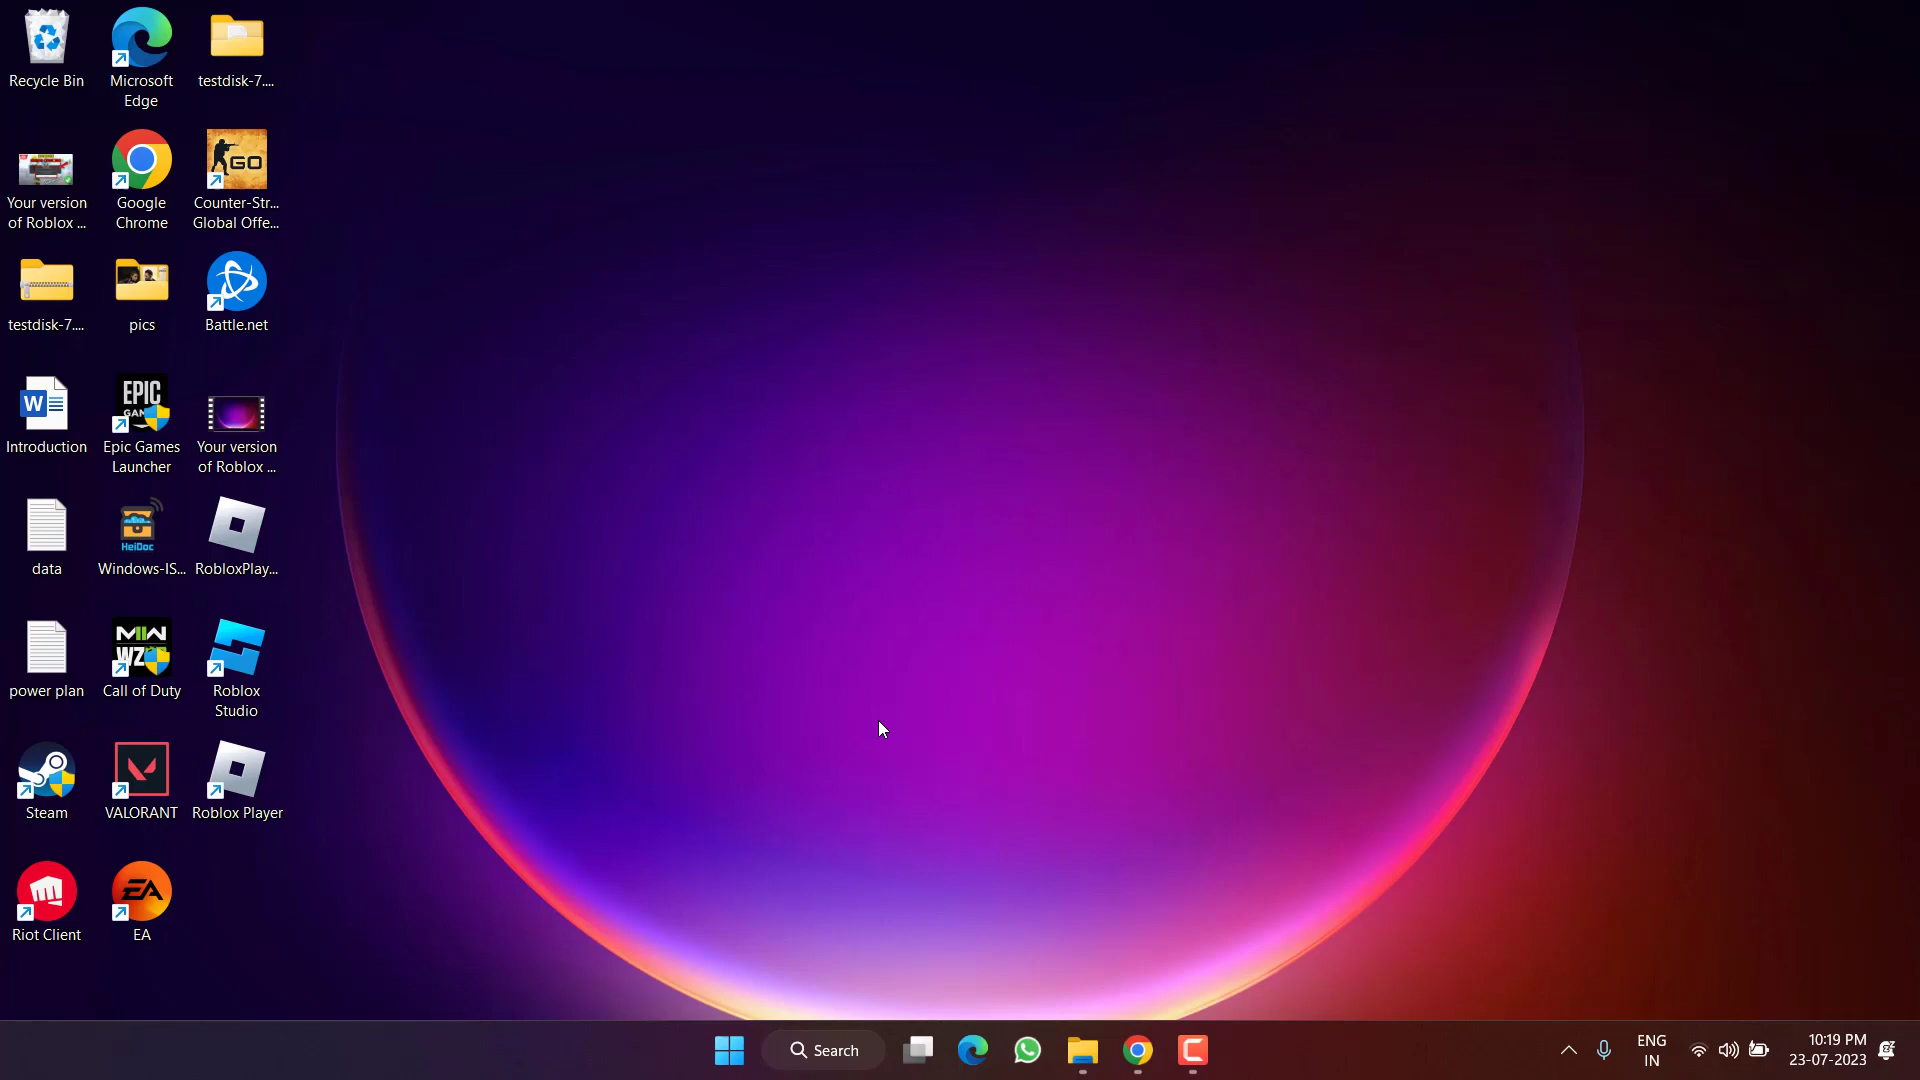 Recycle Bin
Microsoft
Edge
testdisk-7....
Your version
of Roblox ...
Google
Chrome
GO
Counter-Str...
Global Offe...
testdisk-7....
pics
Battle.net
W
Introduction
EPIC
Epic Games
Launcher
Your version
of Roblox ...
data
HeiDoc
Windows-IS...
RobloxPlay...
power plan
MW
WZ
Call of Duty
Roblox
Studio
Steam
VALORANT
Roblox Player
Riot Client
EA
EA
Search
ENG
IN
10:19 PM
23-07-2023